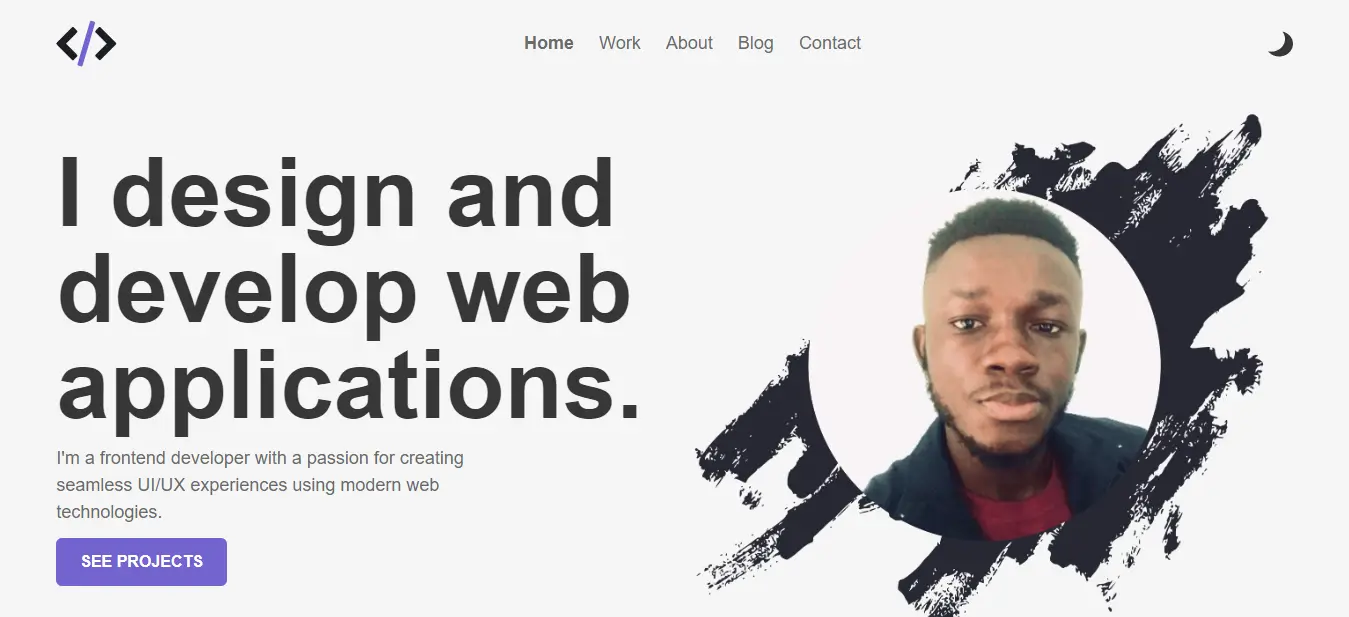 Home Work About Blog Contact
I design and
develop web
applications.
I'm a frontend developer with a passion for creating
seamless UI/UX experiences using modern web
technologies.
SEE PROJECTS